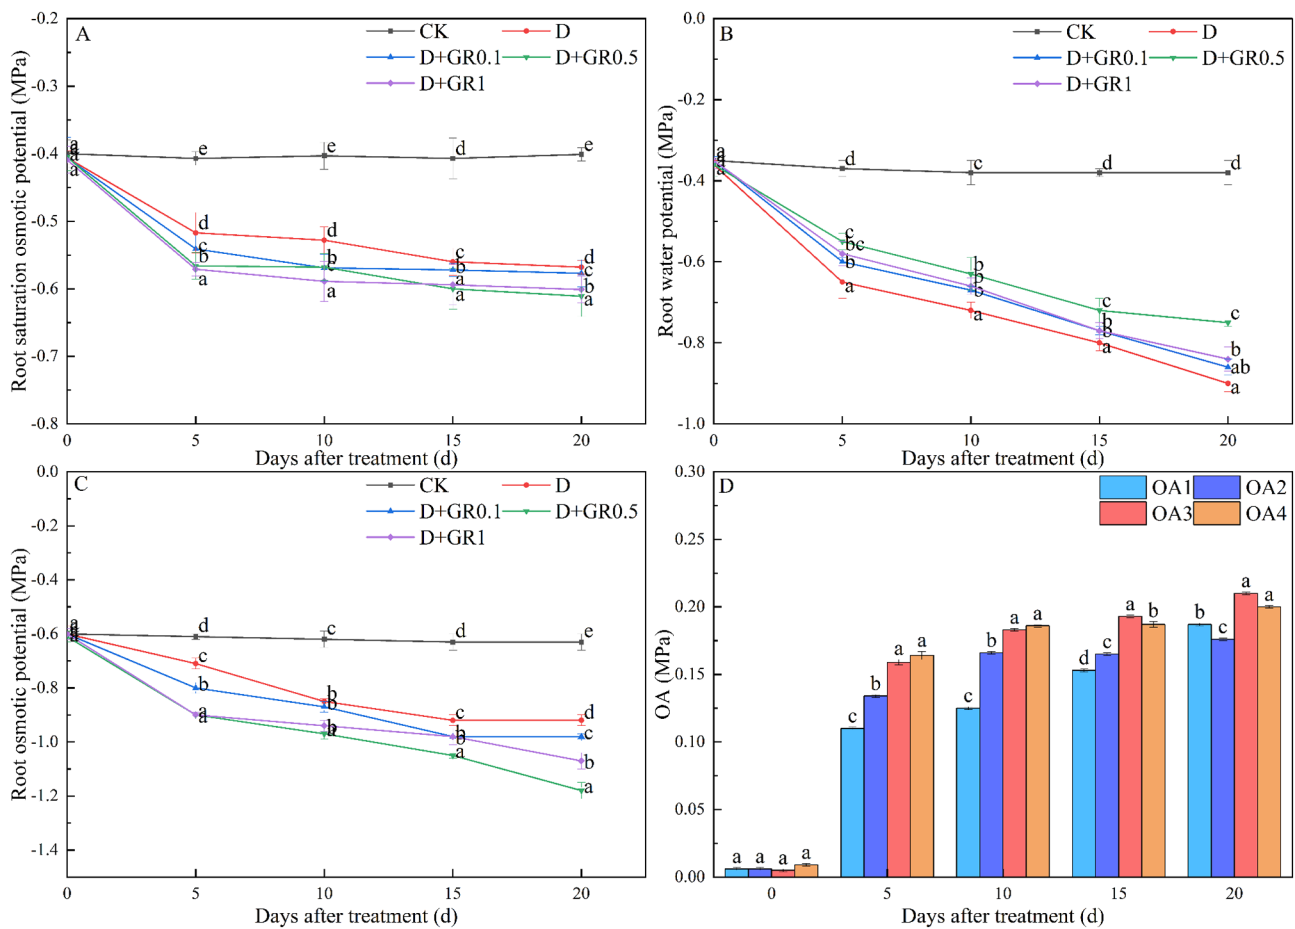 A
CK
D
D+GR0.1
D+GR0.5
D+GR1
Root saturation osmotic potential (MPa)
-0.2
-0.3
-0.4
-0.5
-0.6
-0.7
-0.8
a
a
a
a
e
e
d
e
d
d
b
d
c
b
b
c
b
c
a
b
a
a
a
a
0
5
10
15
20
Days after treatment (d)
B
CK
D
D+GR0.1
D+GR0.5
D+GR1
Root water potential (MPa)
0.0
-0.2
-0.4
-0.6
-0.8
-1.0
a
a
a
d
c
d
d
c
b
c
c
bc
b
b
b
b
b
b
ab
a
a
a
a
0
5
10
15
20
Days after treatment (d)
C
CK
D
D+GR0.1
D+GR0.5
D+GR1
Root osmotic potential (MPa)
0.0
-0.2
-0.4
-0.6
-0.8
-1.0
-1.2
-1.4
a
a
a
a
d
c
d
e
c
b
c
d
b
b
b
c
a
b
b
b
a
a
a
0
5
10
15
20
Days after treatment (d)
D
OA1
OA2
OA3
OA4
OA (MPa)
0.30
0.25
0.20
0.15
0.10
0.05
0.00
a a a a
c b a a
c b a a
d c a b
b c a a
0
5
10
15
20
Days after treatment (d)